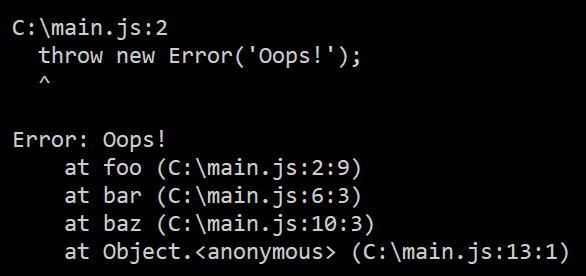 C:\main.js:2
  throw new Error('Oops!');
  ^

Error: Oops!
    at foo (C:\main.js:2:9)
    at bar (C:\main.js:6:3)
    at baz (C:\main.js:10:3)
    at Object.<anonymous> (C:\main.js:13:1)